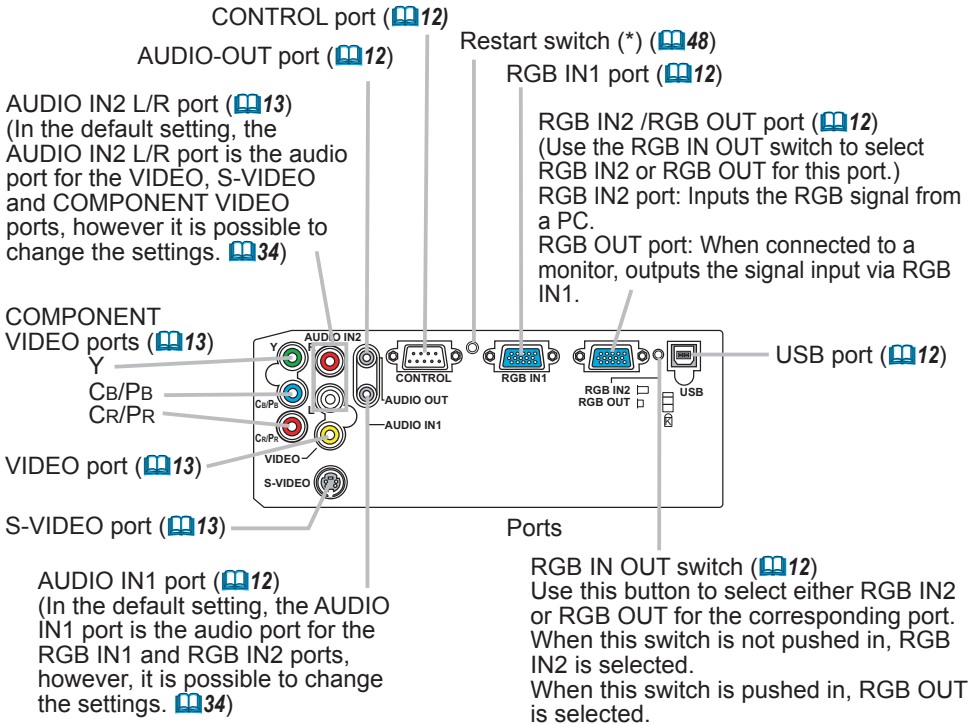 CONTROL port (12)
AUDIO-OUT port (12)
Restart switch (*) (48)
RGB IN1 port (12)
AUDIO IN2 L/R port (13)
(In the default setting, the
AUDIO IN2 L/R port is the audio
port for the VIDEO, S-VIDEO
and COMPONENT VIDEO
ports, however it is possible to
change the settings. 34)
RGB IN2 /RGB OUT port (12)
(Use the RGB IN OUT switch to select
RGB IN2 or RGB OUT for this port.)
RGB IN2 port: Inputs the RGB signal from
a PC.
RGB OUT port: When connected to a
monitor, outputs the signal input via RGB
IN1.
COMPONENT
VIDEO ports (13)
Y
CB/PB
CR/PR
VIDEO port (13)
S-VIDEO port (13)
AUDIO IN2
Y
R
CB/PB
L
CR/PR
VIDEO
S-VIDEO
AUDIO OUT
AUDIO IN1
CONTROL
RGB IN1
RGB IN2
RGB OUT
USB
K
USB port (12)
Ports
AUDIO IN1 port (12)
(In the default setting, the AUDIO
IN1 port is the audio port for the
RGB IN1 and RGB IN2 ports,
however, it is possible to change
the settings. 34)
RGB IN OUT switch (12)
Use this button to select either RGB IN2
or RGB OUT for the corresponding port.
When this switch is not pushed in, RGB
IN2 is selected.
When this switch is pushed in, RGB OUT
is selected.